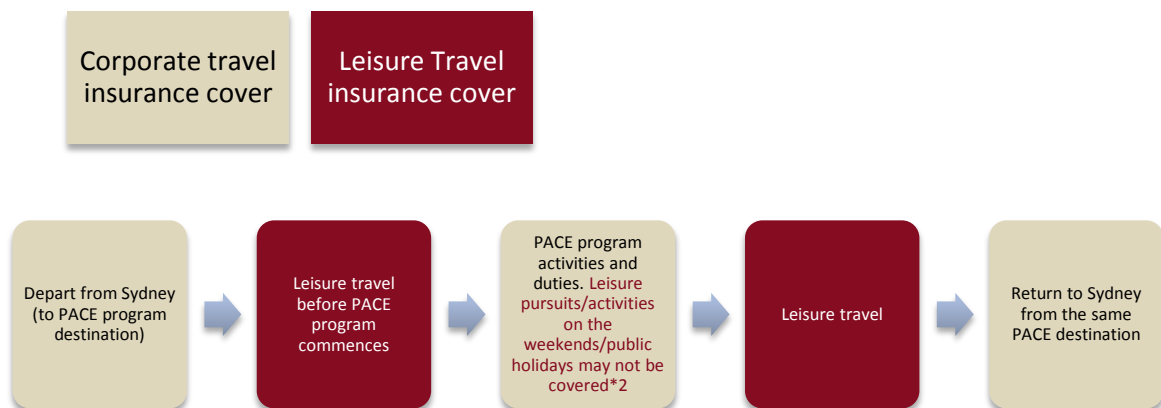 Corporate travel
insurance cover
Leisure Travel
insurance cover
Depart from Sydney
(to PACE program
destination)
Leisure travel
before PACE
program
commences
PACE program
activities and
duties. Leisure
pursuits/activities
on the
weekends/public
holidays may not be
covered*2
Leisure travel
Return to Sydney
from the same
PACE destination